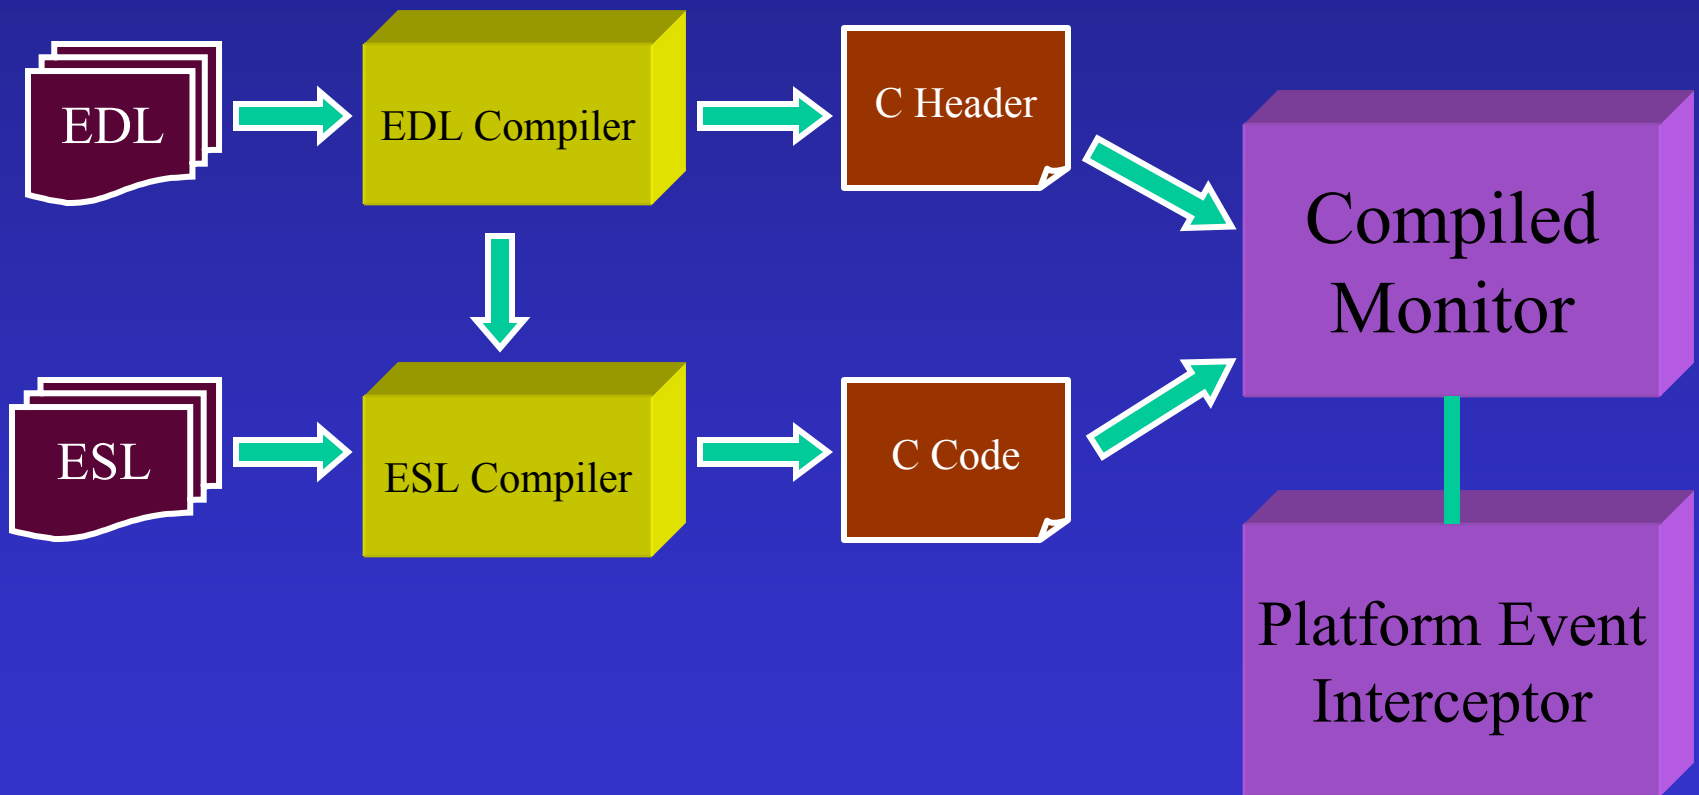 EDL
EDL Compiler
C Header
Compiled
Monitor
ESL
ESL Compiler
C Code
Platform Event
Interceptor